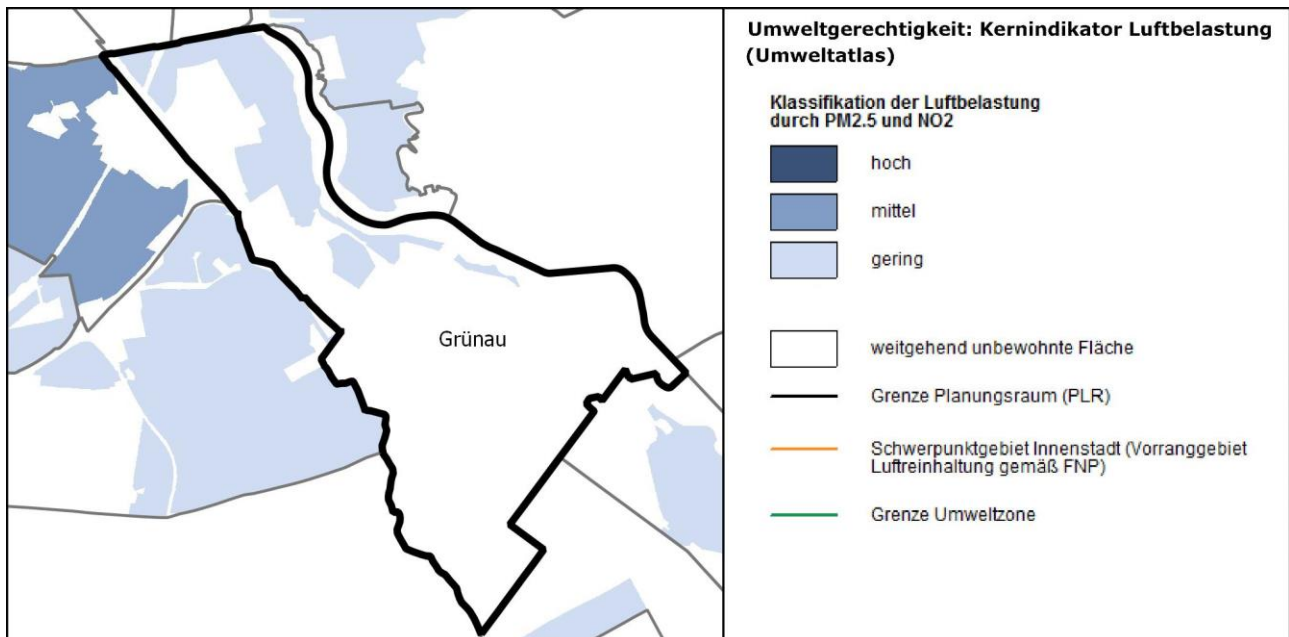 Umweltgerechtigkeit: Kernindikator Luftbelastung
(Umweltatlas)
Klassifikation der Luftbelastung
durch PM2.5 und NO2
hoch
mittel
gering
weitgehend unbewohnte Fläche
Grenze Planungsraum (PLR)
Schwerpunktgebiet Innenstadt (Vorranggebiet
Luftreinhaltung gemäß FNP)
Grenze Umweltzone
Grünau